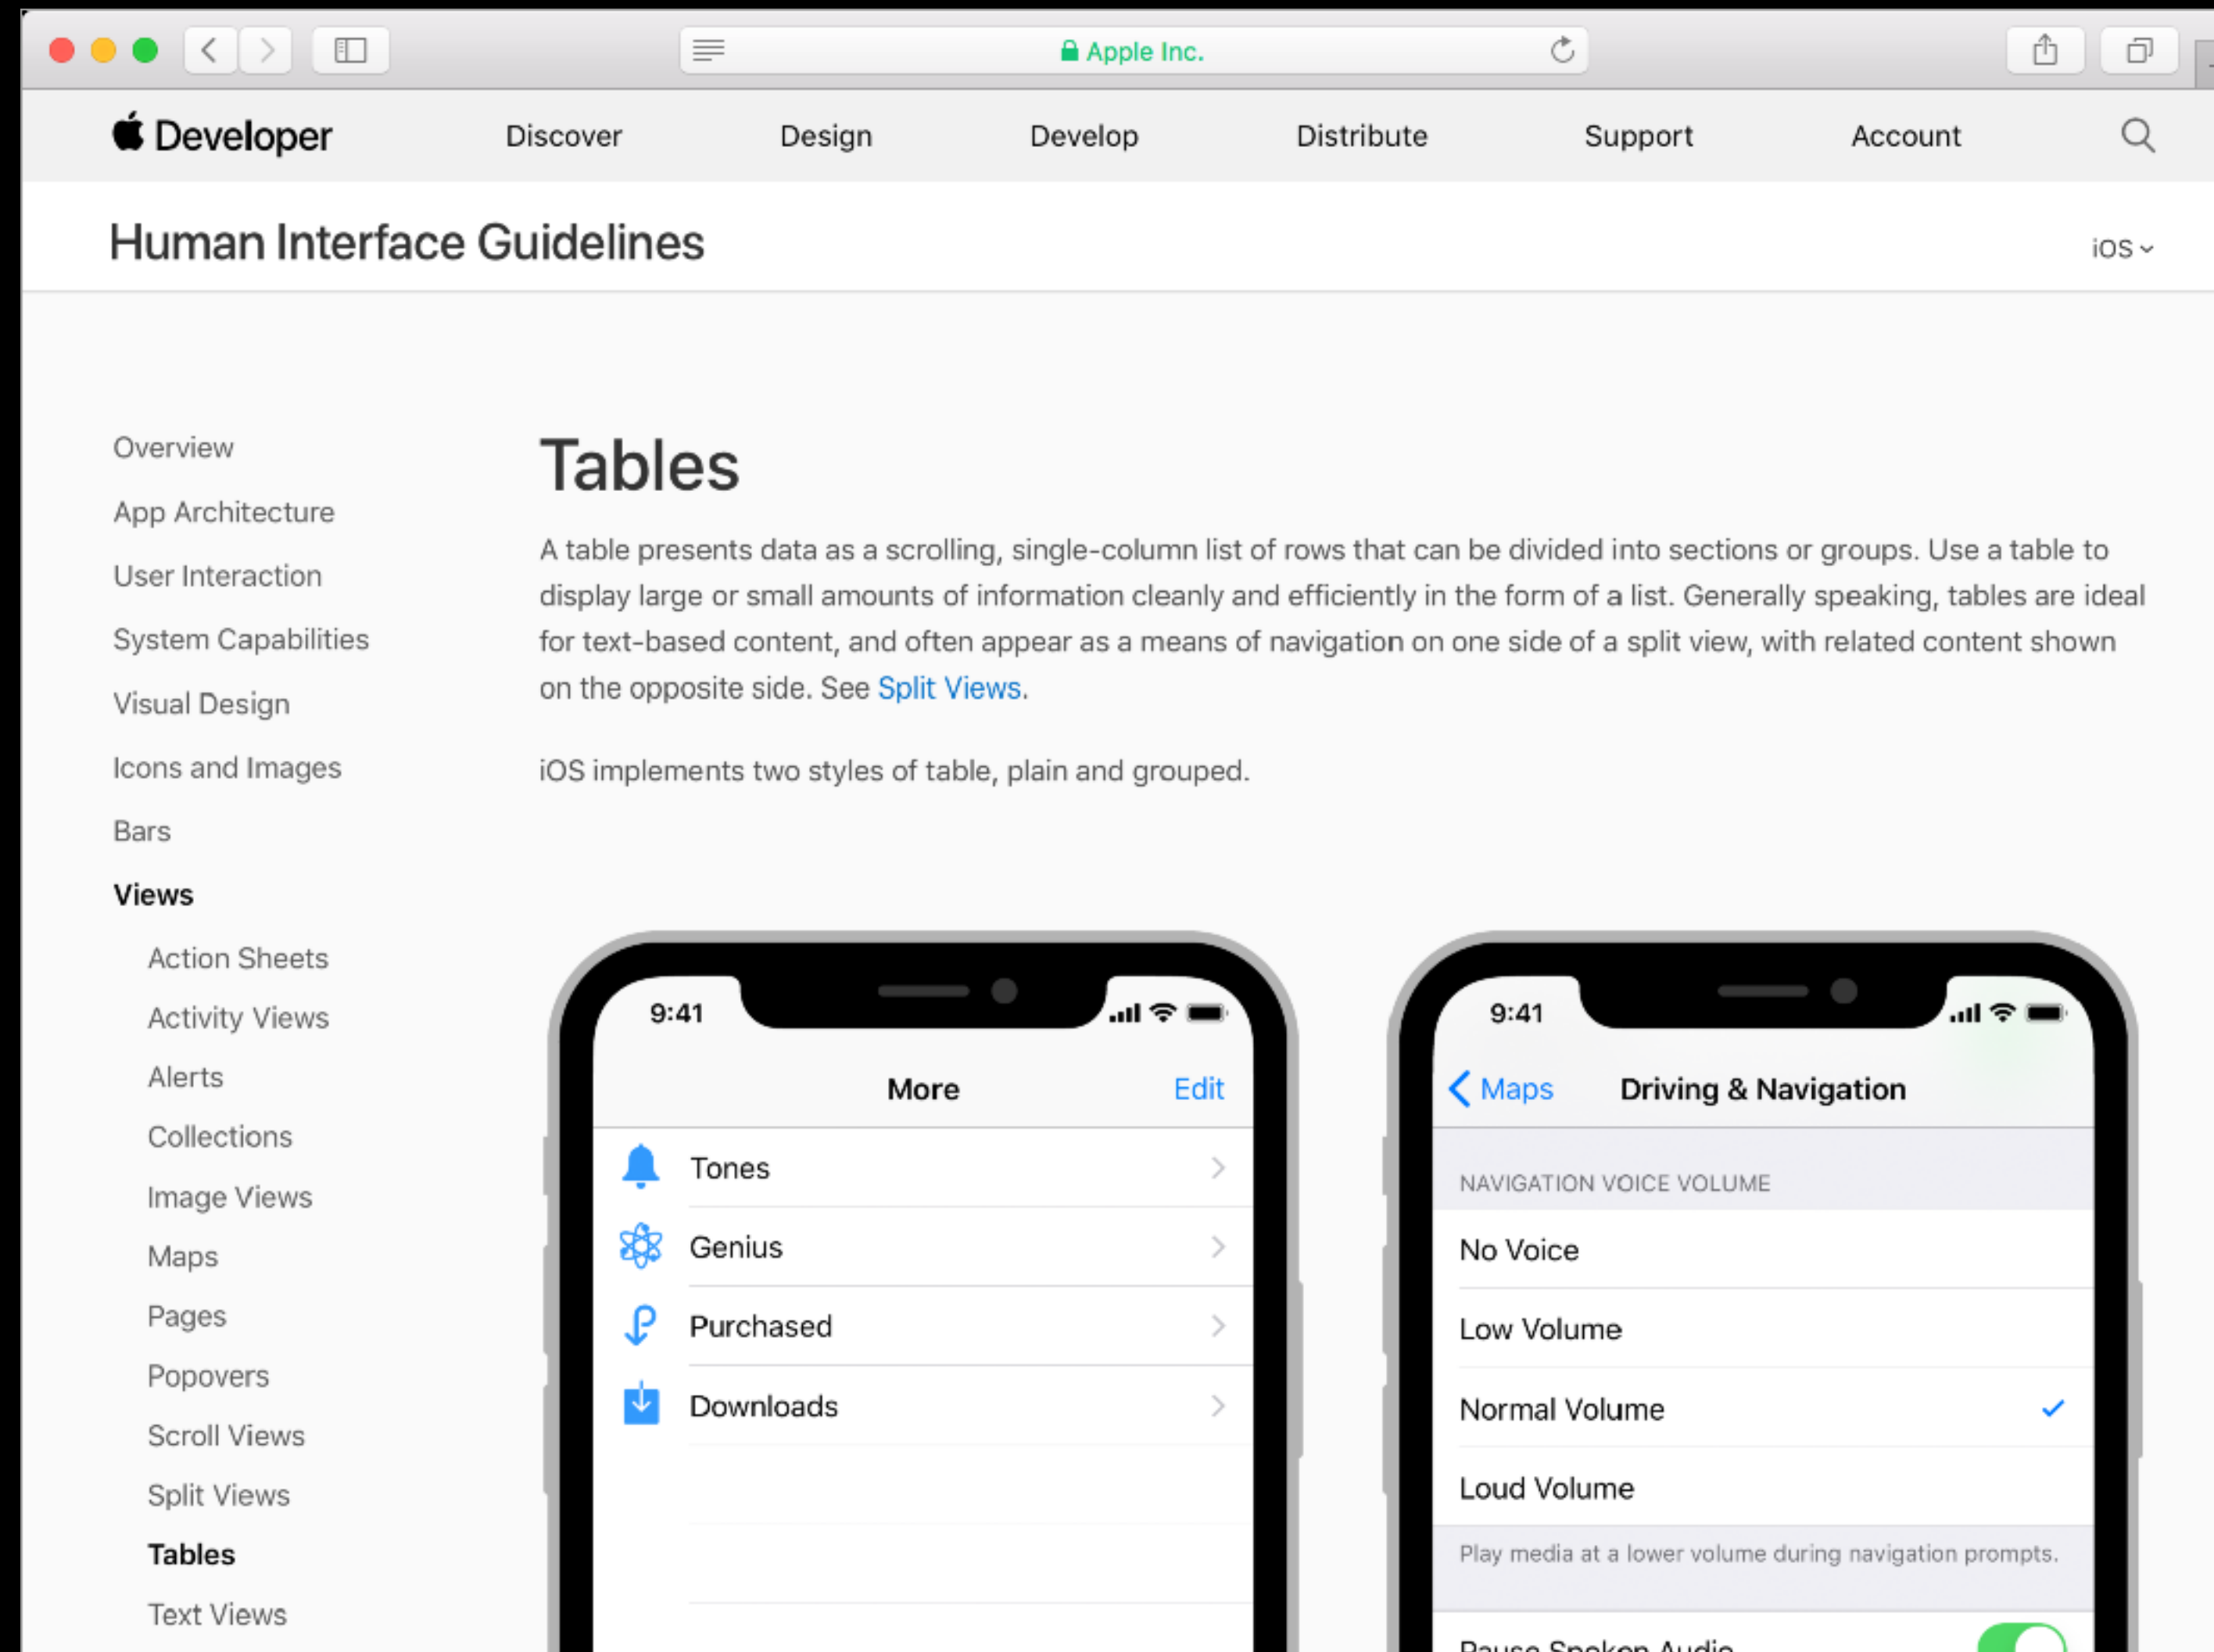 Apple Inc.
Developer
Discover
Design
Develop
Distribute
Support
Account
Human Interface Guidelines
iOS
Overview
App Architecture
User Interaction
System Capabilities
Visual Design
Icons and Images
Bars
Views
Action Sheets
Activity Views
Alerts
Collections
Image Views
Maps
Pages
Popovers
Scroll Views
Split Views
Tables
Text Views
Tables
A table presents data as a scrolling, single-column list of rows that can be divided into sections or groups. Use a table to
display large or small amounts of information cleanly and efficiently in the form of a list. Generally speaking, tables are ideal
for text-based content, and often appear as a means of navigation on one side of a split view, with related content shown
on the opposite side. See Split Views.
iOS implements two styles of table, plain and grouped.
9:41
More
Edit
Tones
Genius
Purchased
Downloads
9:41
Maps
Driving & Navigation
NAVIGATION VOICE VOLUME
No Voice
Low Volume
Normal Volume
Loud Volume
Play media at a lower volume during navigation prompts.
Pause Spoken Audio